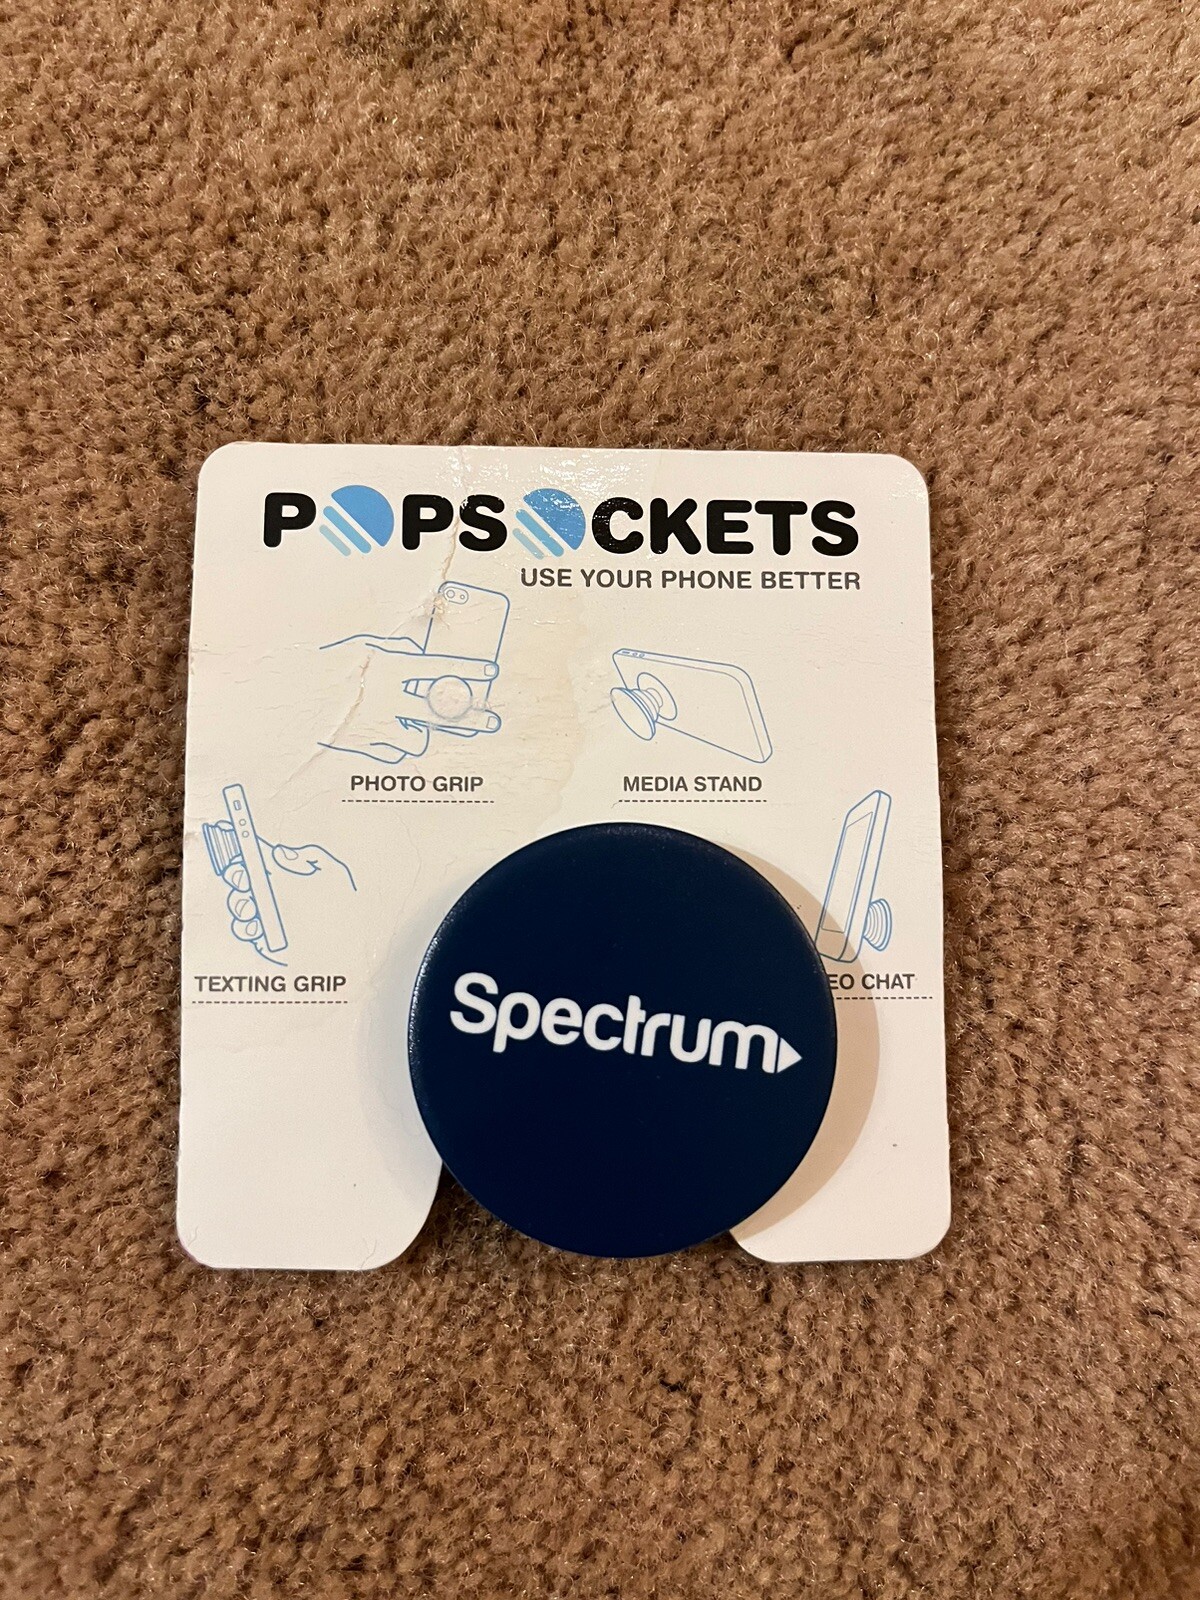 POPSOCKETS
USE YOUR PHONE BETTER
PHOTO GRIP
MEDIA STAND
TEXTING GRIP
EO CHAT
Spectrum